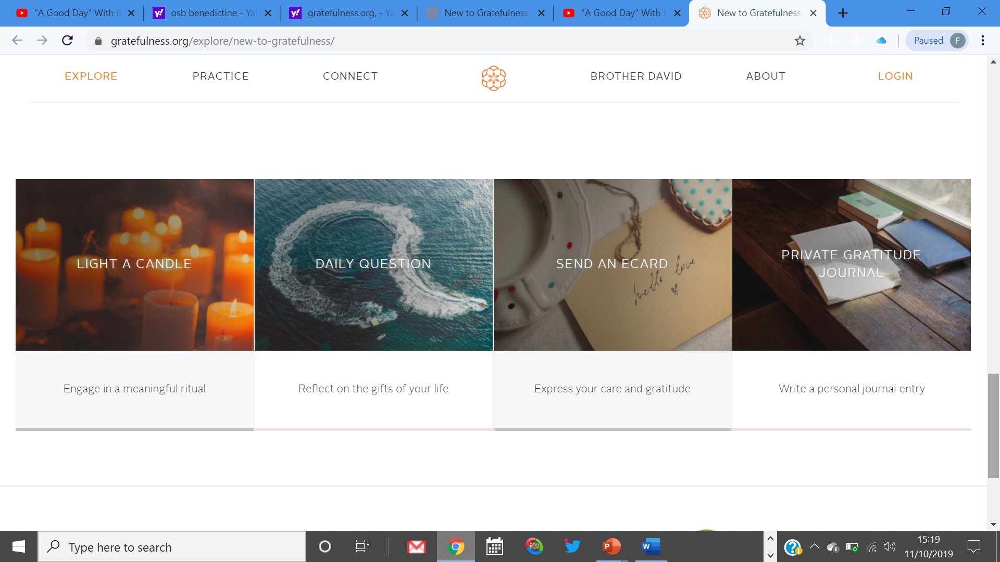 "A Good Day" With B
osb benedictine - Ya
gratefulness.org, - Ya
New to Gratefulness
"A Good Day" With B
New to Gratefulness
gratefulness.org/explore/new-to-gratefulness/
Paused
F
EXPLORE
PRACTICE
CONNECT
BROTHER DAVID
ABOUT
LOGIN
LIGHT A CANDLE
DAILY QUESTION
SEND AN ECARD
hello love
PRIVATE GRATITUDE
JOURNAL
Engage in a meaningful ritual
Reflect on the gifts of your life
Express your care and gratitude
Write a personal journal entry
Type here to search
15:19
11/10/2019